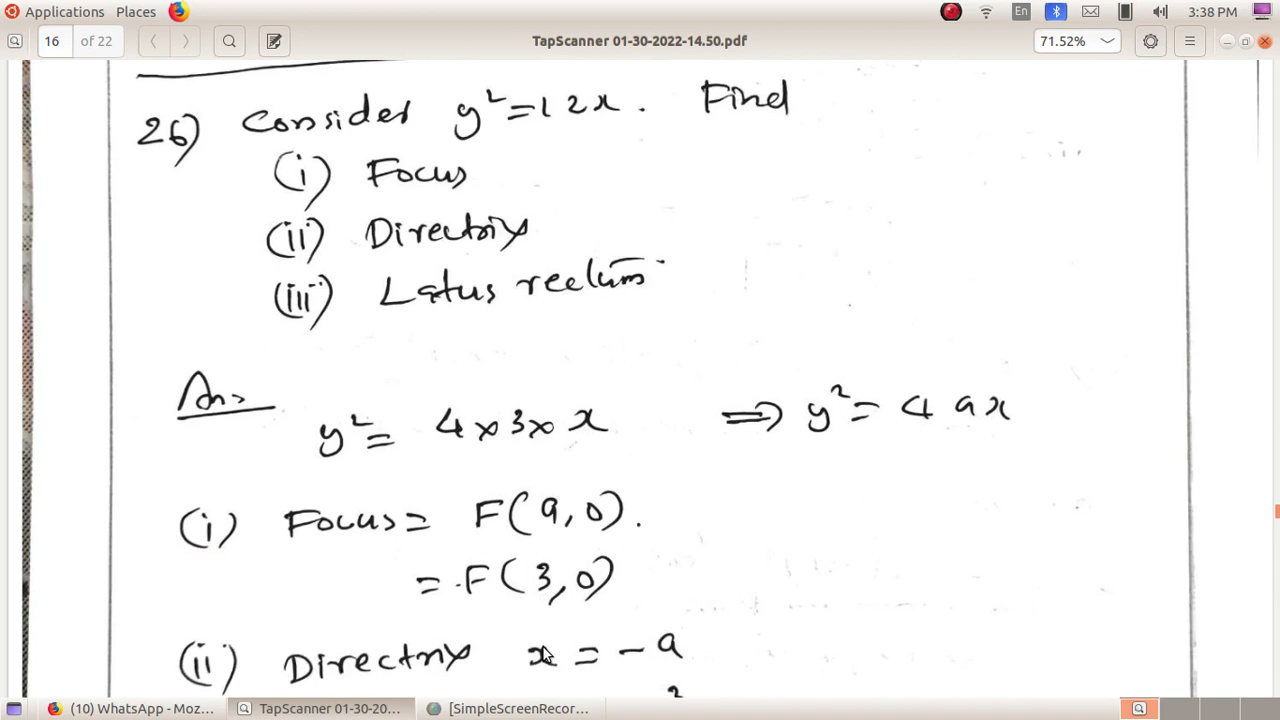 Applications Places En 3:38 PM
16 of 22 TapScanner 01-30-2022-14.50.pdf 71.52%
26) Consider y²=12x. Find
(i) Focus
(ii) Directrix
(iii) Latus rectum
Ans
y² = 4×3×x ⟹ y² = 4ax
(i) Focus = F(a,0).
= F(3,0)
(ii) Directrix x = -a
(10) WhatsApp - Moz... TapScanner 01-30-20... [SimpleScreenRecor...